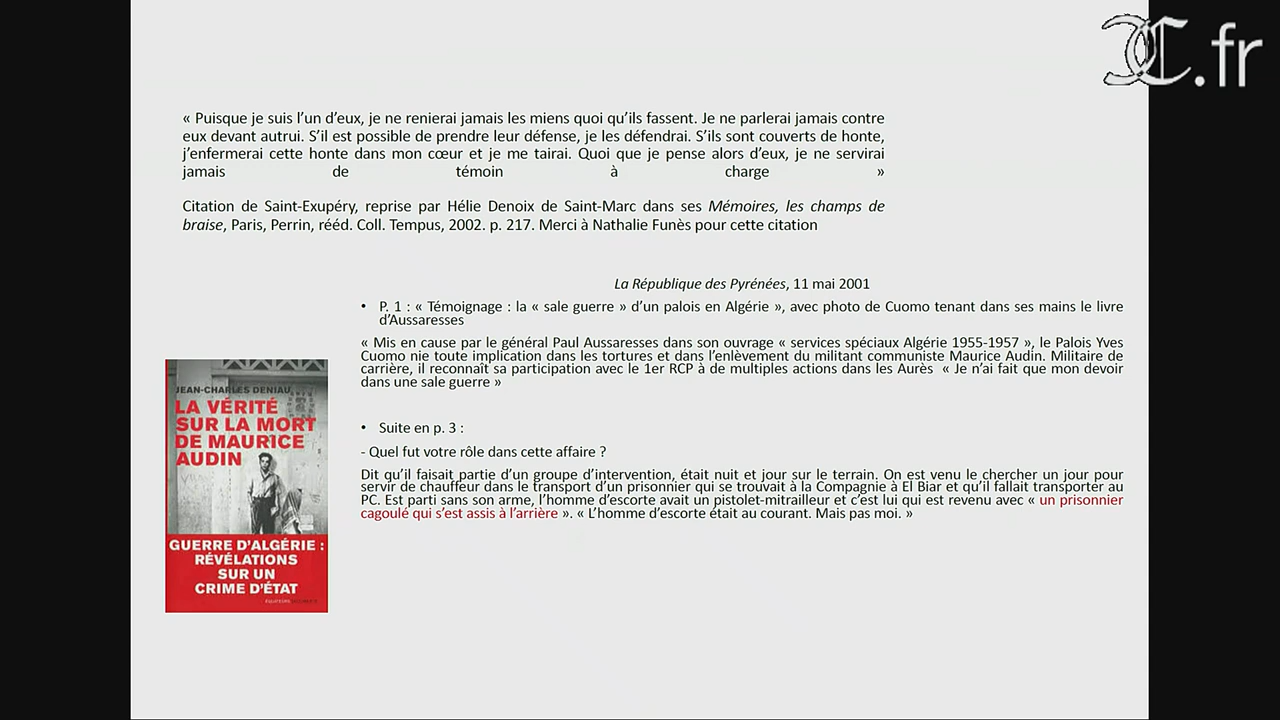 C.fr
« Puisque je suis l'un d'eux, je ne renierai jamais les miens quoi qu'ils fassent. Je ne parlerai jamais contre
eux devant autrui. S'il est possible de prendre leur défense, je les défendrai. S'ils sont couverts de honte,
j'enfermerai cette honte dans mon cœur et je me tairai. Quoi que je pense alors d'eux, je ne servirai
jamais de témoin à charge »
Citation de Saint-Exupéry, reprise par Hélie Denoix de Saint-Marc dans ses Mémoires, les champs de
braise, Paris, Perrin, rééd. Coll. Tempus, 2002. p. 217. Merci à Nathalie Funès pour cette citation
La République des Pyrénées, 11 mai 2001
• P. 1 : « Témoignage : la « sale guerre » d'un palois en Algérie », avec photo de Cuomo tenant dans ses mains le livre
d'Aussaresses
« Mis en cause par le général Paul Aussaresses dans son ouvrage « services spéciaux Algérie 1955-1957 », le Palois Yves
Cuomo nie toute implication dans les tortures et dans l'enlèvement du militant communiste Maurice Audin. Militaire de
carrière, il reconnaît sa participation avec le 1er RCP à de multiples actions dans les Aurès « Je n'ai fait que mon devoir
dans une sale guerre »
• Suite en p. 3 :
- Quel fut votre rôle dans cette affaire ?
Dit qu'il faisait partie d'un groupe d'intervention, était nuit et jour sur le terrain. On est venu le chercher un jour pour
servir de chauffeur dans le transport d'un prisonnier qui se trouvait à la Compagnie à El Biar et qu'il fallait transporter au
PC. Est parti sans son arme, l'homme d'escorte avait un pistolet-mitrailleur et c'est lui qui est revenu avec « un prisonnier
cagoulé qui s'est assis à l'arrière ». « L'homme d'escorte était au courant. Mais pas moi. »
JEAN-CHARLES DENIAU
LA VÉRITÉ
SUR LA MORT
DE MAURICE
AUDIN
GUERRE D'ALGÉRIE :
RÉVÉLATIONS
SUR UN
CRIME D'ÉTAT